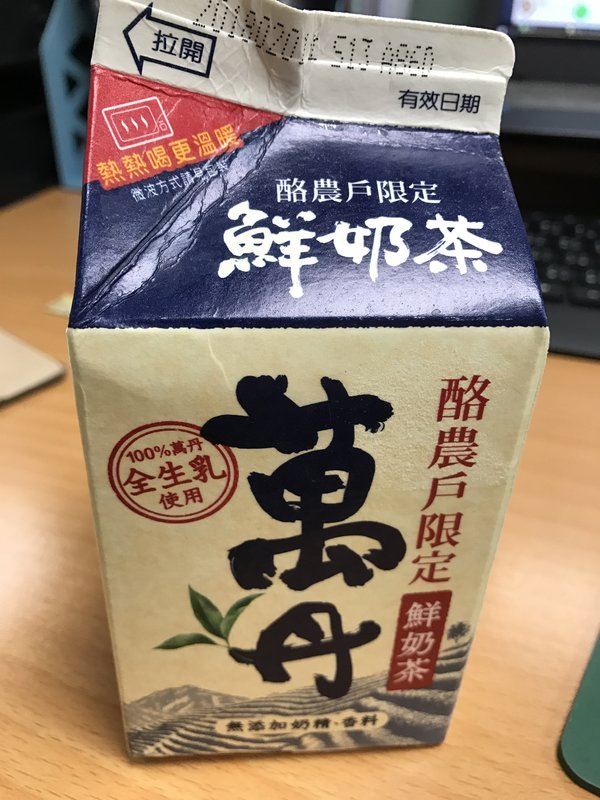 拉開
有效日期
熱熱喝更溫暖
酪農戶限定
鮮奶茶
100%萬丹
全生乳
使用
萬丹
酪農戶限定
鮮奶茶
無添加奶精·香料